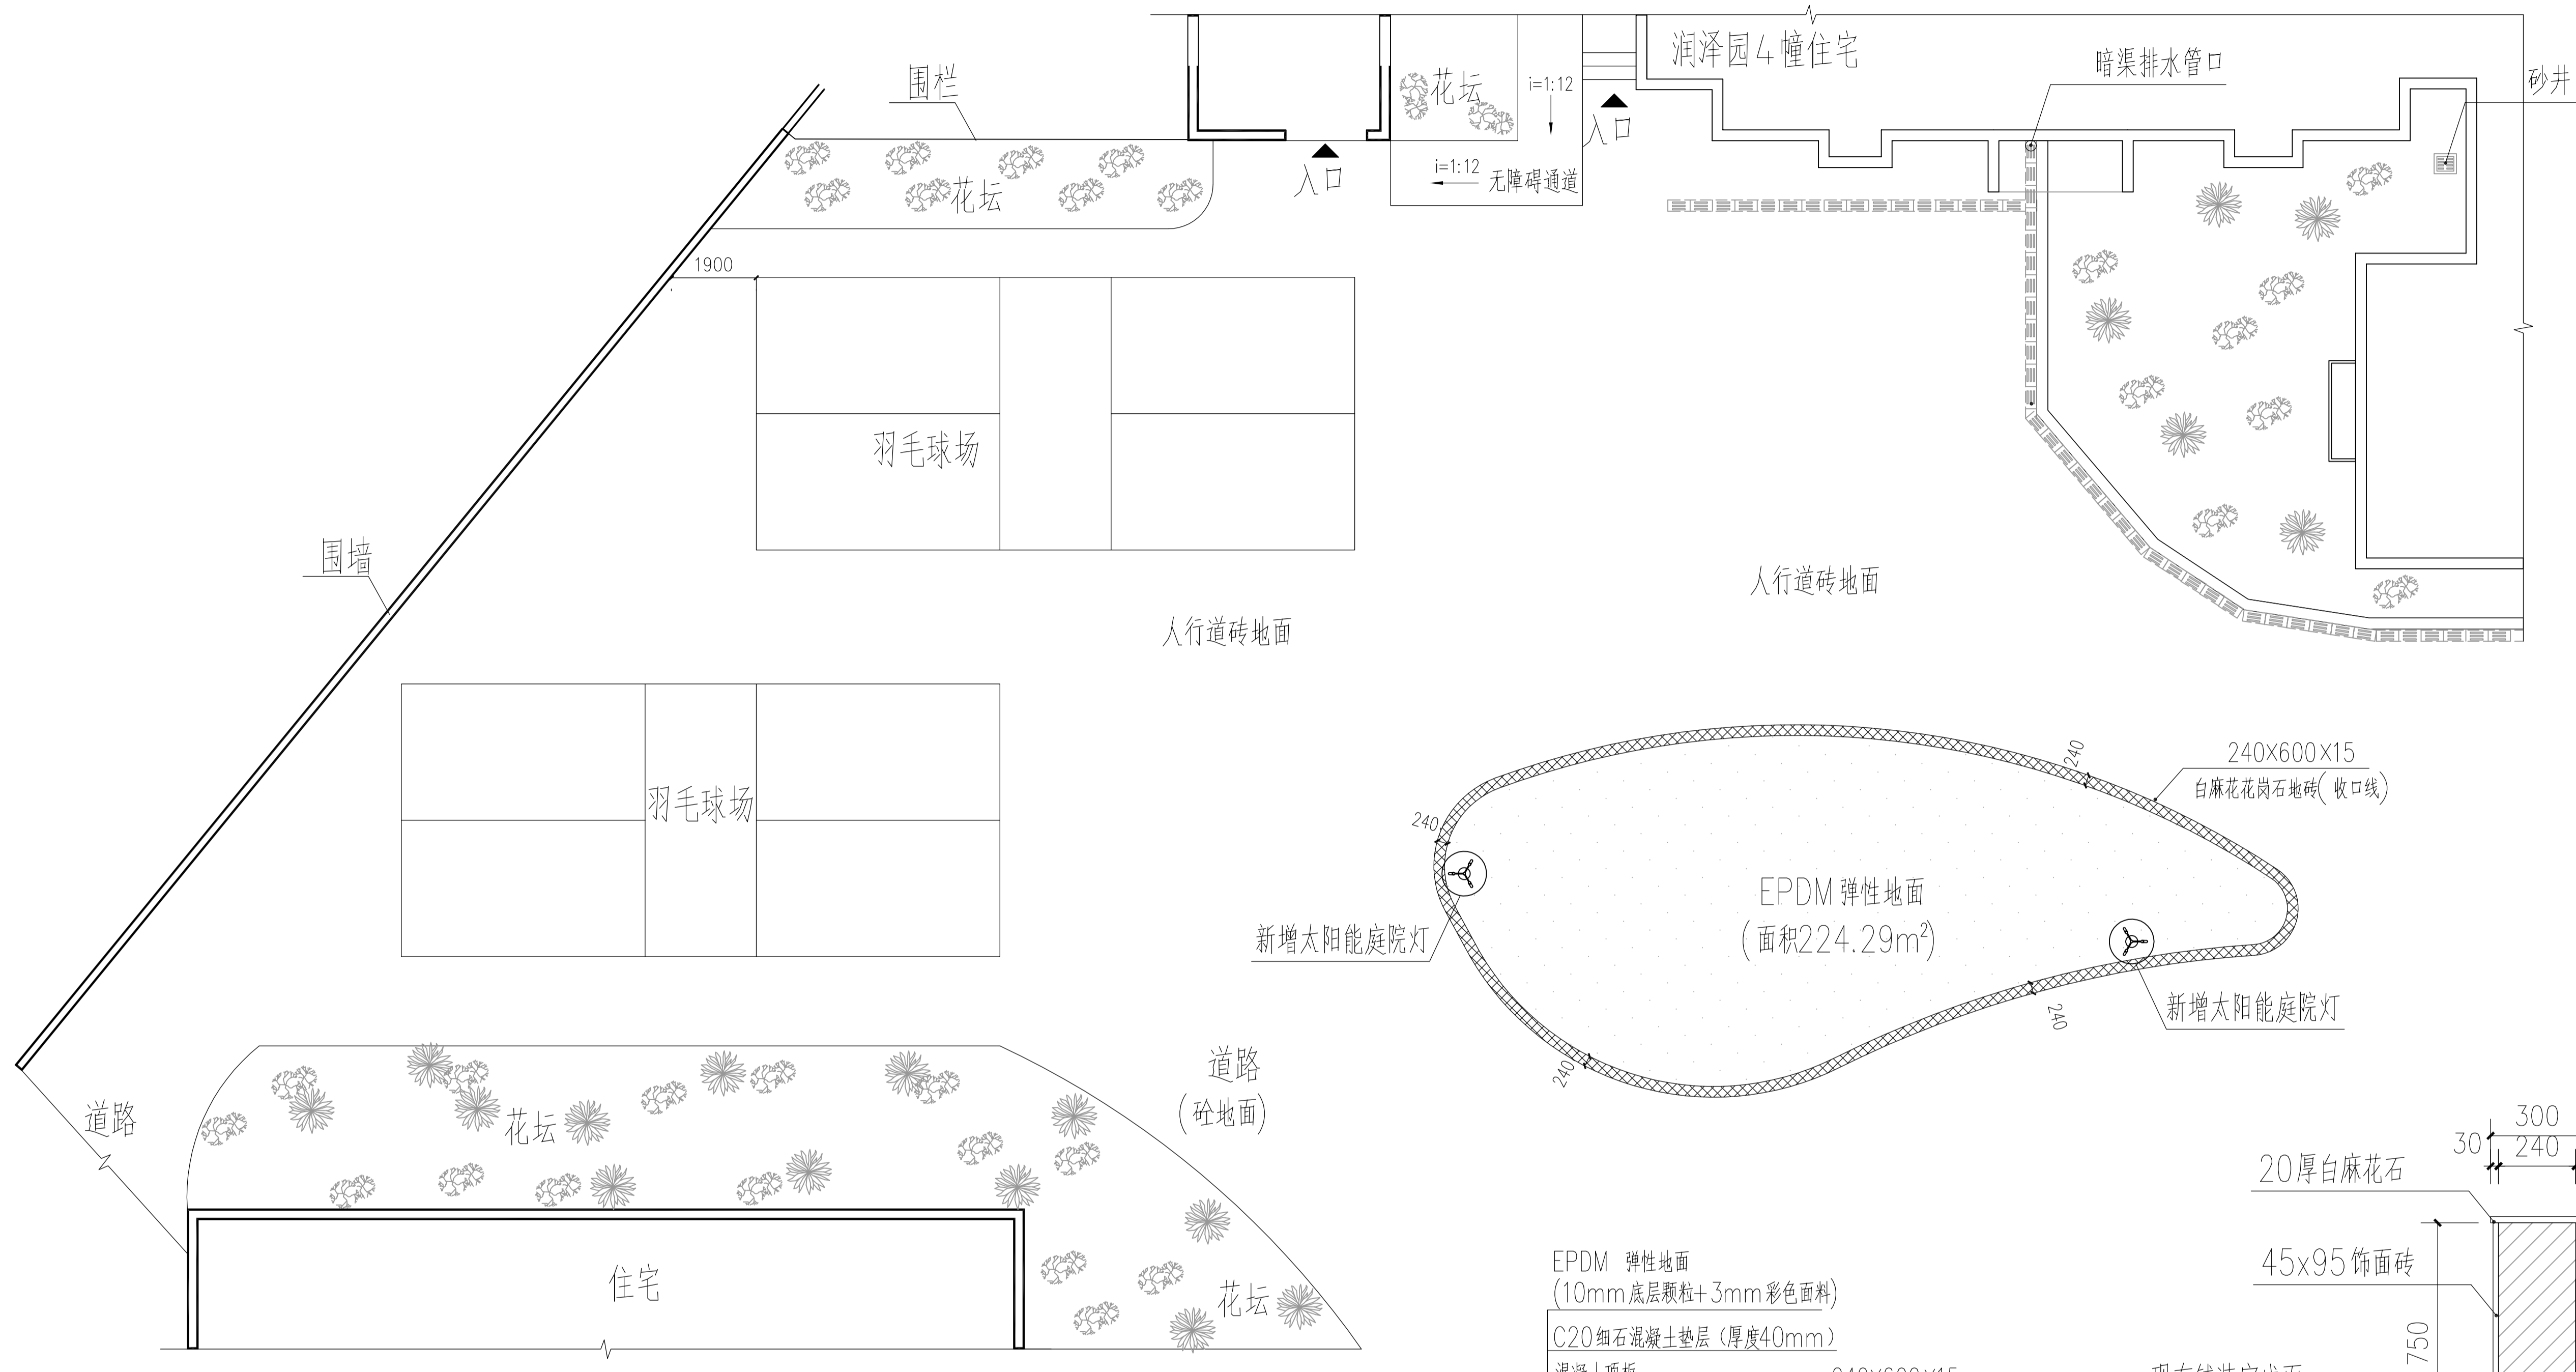 围栏
花坛
i=1:12
入口
润泽园4幢住宅
暗渠排水管口
砂井
花坛
入口
i=1:12
无障碍通道
1900
羽毛球场
围墙
人行道砖地面
人行道砖地面
羽毛球场
240
240X600X15
白麻花花岗石地砖(收口线)
240
EPDM弹性地面
(面积224.29m²)
新增太阳能庭院灯
新增太阳能庭院灯
240
240
道路
(砼地面)
道路
花坛
300
30
240
20厚白麻花石
45x95饰面砖
750
住宅
花坛
EPDM 弹性地面
(10mm底层颗粒+3mm彩色面料)
C20细石混凝土垫层(厚度40mm)